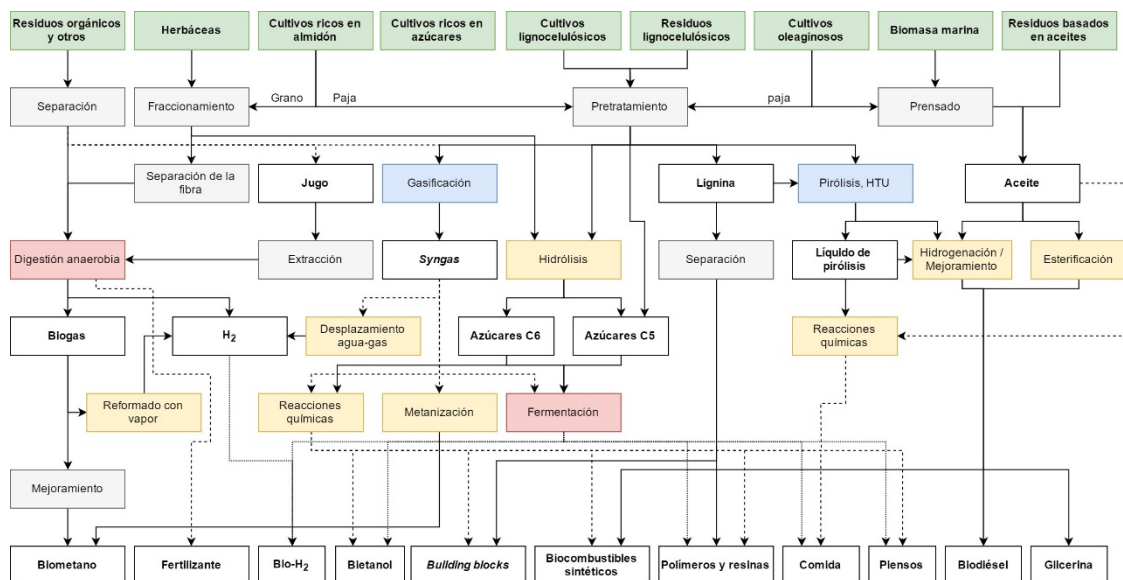 Residuos orgánicos
y otros
Herbáceas
Cultivos ricos en
almidón
Cultivos ricos en
azúcares
Cultivos
lignocelulósicos
Residuos
lignocelulósicos
Cultivos
oleaginosos
Biomasa marina
Residuos basados
en aceites
Separación
Fraccionamiento
Grano
Paja
Pretratamiento
paja
Prensado
Separación de la
fibra
Jugo
Gasificación
Lignina
Pirólisis, HTU
Aceite
Digestión anaerobia
Extracción
Syngas
Hidrólisis
Separación
Líquido de
pirólisis
Hidrogenación /
Mejoramiento
Esterificación
Biogas
H2
Desplazamiento
agua-gas
Azúcares C6
Azúcares C5
Reacciones
químicas
Reformado con
vapor
Reacciones
químicas
Metanización
Fermentación
Mejoramiento
Biometano
Fertilizante
Bio-H2
Bietanol
Building blocks
Biocombustibles
sintéticos
Polímeros y resinas
Comida
Piensos
Biodiésel
Glicerina